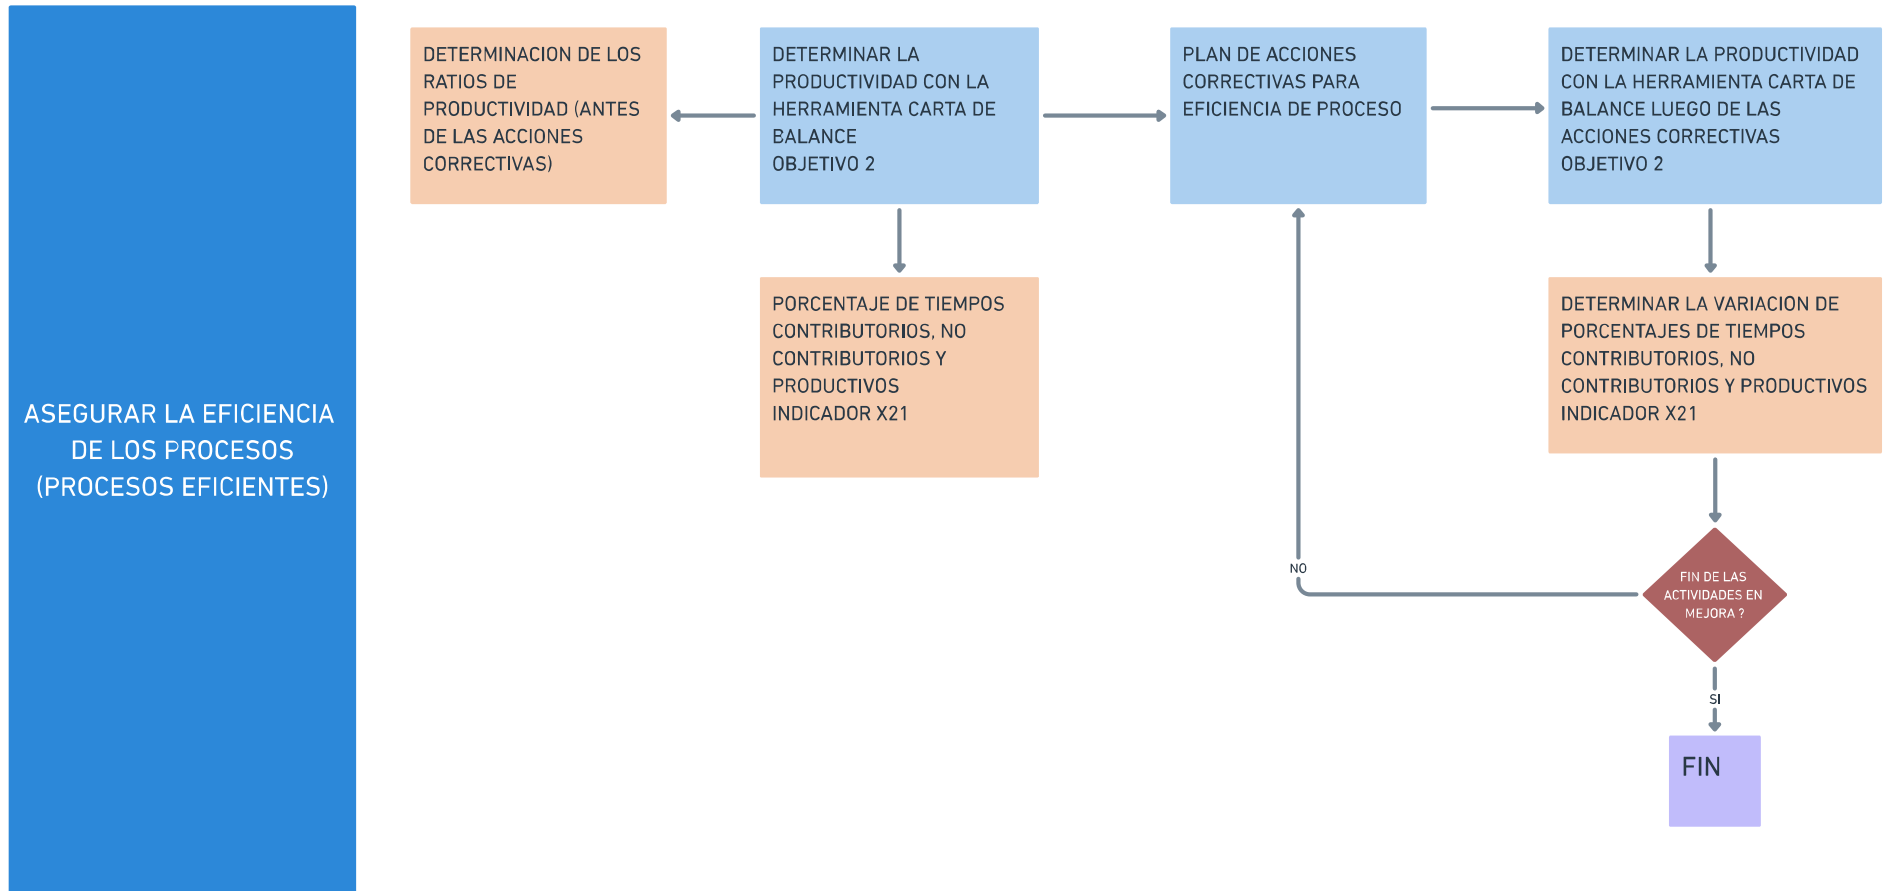 ASEGURAR LA EFICIENCIA
DE LOS PROCESOS
(PROCESOS EFICIENTES)
DETERMINACION DE LOS
RATIOS DE
PRODUCTIVIDAD (ANTES
DE LAS ACCIONES
CORRECTIVAS)
DETERMINAR LA
PRODUCTIVIDAD CON LA
HERRAMIENTA CARTA DE
BALANCE
OBJETIVO 2
PLAN DE ACCIONES
CORRECTIVAS PARA
EFICIENCIA DE PROCESO
DETERMINAR LA PRODUCTIVIDAD
CON LA HERRAMIENTA CARTA DE
BALANCE LUEGO DE LAS
ACCIONES CORRECTIVAS
OBJETIVO 2
PORCENTAJE DE TIEMPOS
CONTRIBUTORIOS, NO
CONTRIBUTORIOS Y
PRODUCTIVOS
INDICADOR X21
DETERMINAR LA VARIACION DE
PORCENTAJES DE TIEMPOS
CONTRIBUTORIOS, NO
CONTRIBUTORIOS Y PRODUCTIVOS
INDICADOR X21
NO
FIN DE LAS
ACTIVIDADES EN
MEJORA ?
SI
FIN